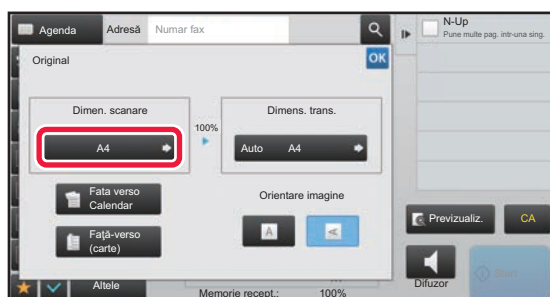 Agenda
Adresă
Numar fax
N-Up
Pune multe pag. intr-una sing.
Original
OK
Dimen. scanare
Dimens. trans.
100%
A4
Auto A4
Fata verso
Calendar
Orientare imagine
Faţă-verso
(carte)
A
A
Previzualiz.
CA
Altele
Memorie recept.: 100%
Difuzor
Start